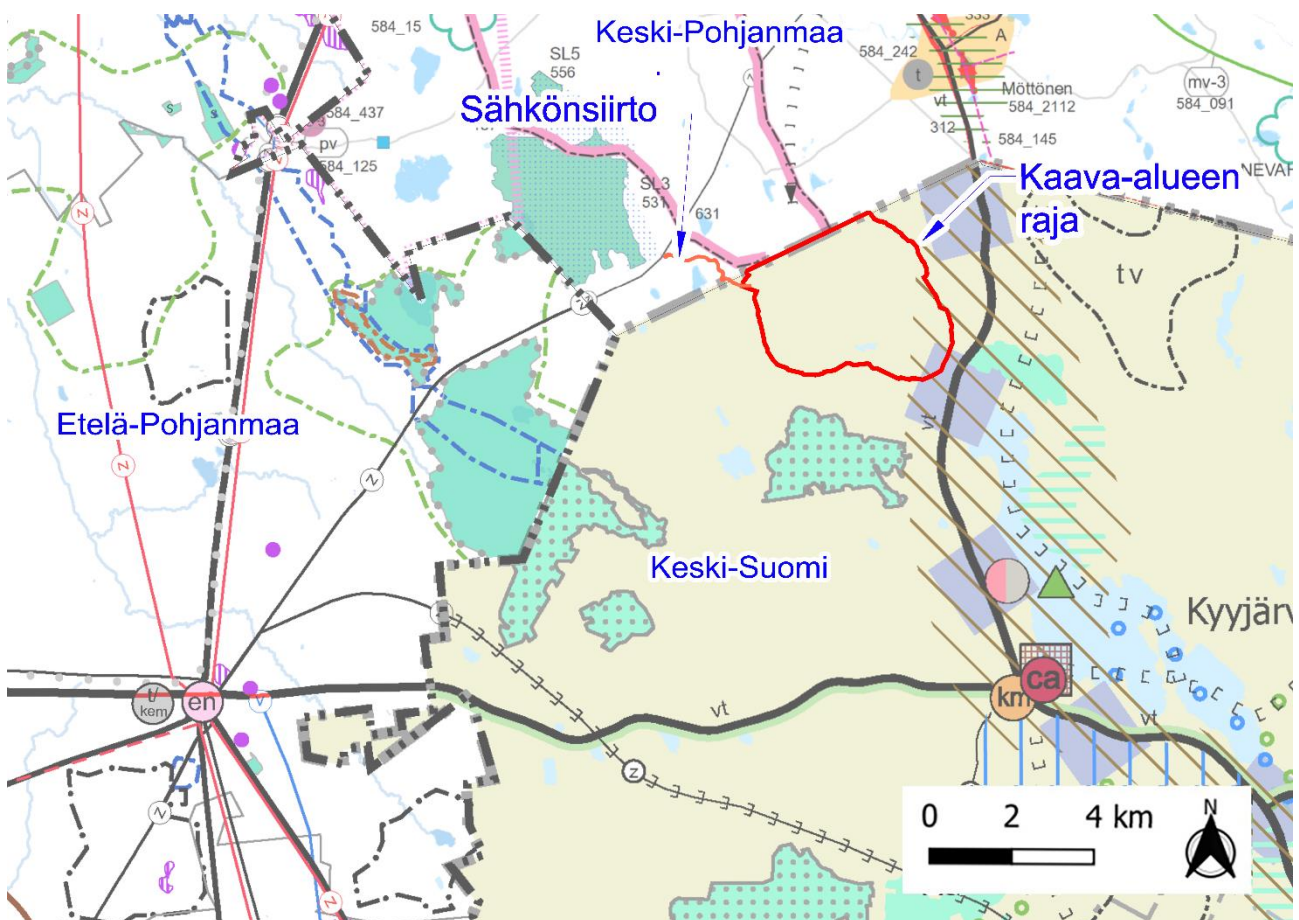 584_15
Keski-Pohjanmaa
333
A
584_242
t
SL5
556
Möttönen
584_2112
mv-3
584_091
Sähkönsiirto
vt
312
584_145
s
s
584_437
pv
584_125
SL3
531
631
Kaava-alueen
raja
NEVAR
z
z
z
tv
Etelä-Pohjanmaa
z
z
z
vt
Keski-Suomi
Kyyjärv
t/
kem
en
v
ca
km
vt
z
z
z
0 2 4 km
N